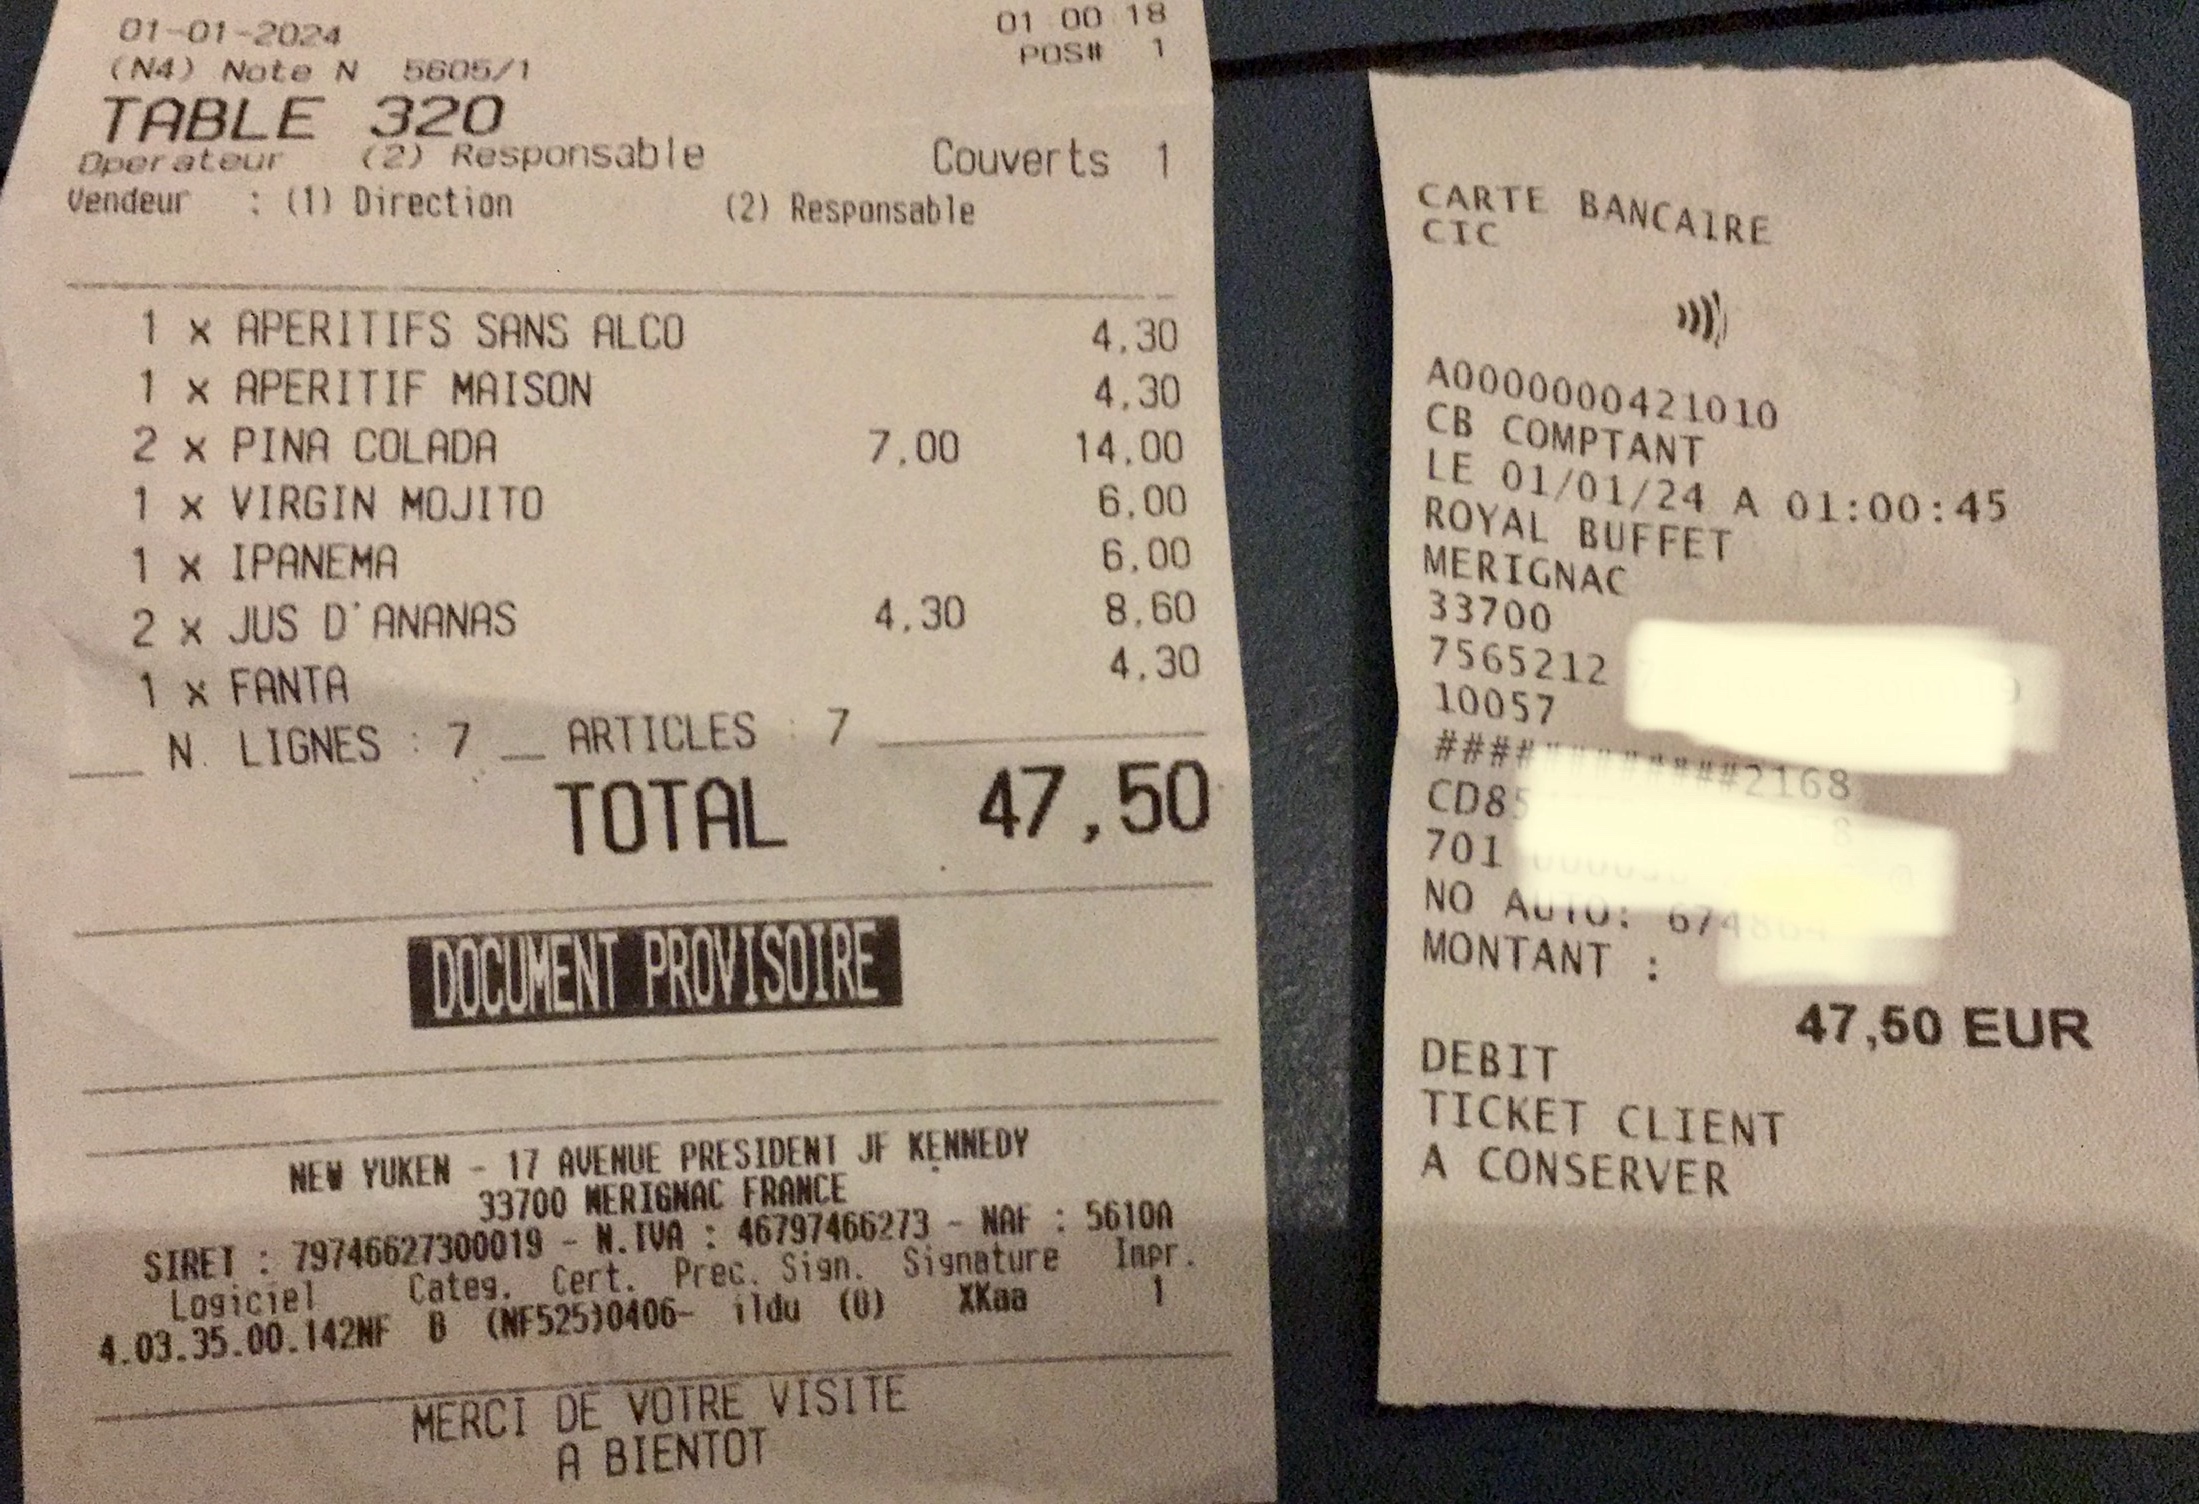 01-01-2024 01 00 18
(N4) Note N 5605/1 POS# 1
TABLE 320
Operateur (2) Responsable Couverts 1
Vendeur : (1) Direction (2) Responsable
1 x APERITIFS SANS ALCO 4,30
1 x APERITIF MAISON 4,30
2 x PINA COLADA 7,00 14,00
1 x VIRGIN MOJITO 6,00
1 x IPANEMA 6,00
2 x JUS D'ANANAS 4,30 8,60
1 x FANTA 4,30
N. LIGNES : 7 ARTICLES : 7
TOTAL 47,50
DOCUMENT PROVISOIRE
NEW YUKEN - 17 AVENUE PRESIDENT JF KENNEDY
33700 MERIGNAC FRANCE
SIRET : 79746627300019 - N.IVA : 46797466273 - NAF : 5610A
Logiciel Categ. Cert. Prec. Sign. Signature Impr.
4.03.35.00.142NF B (NF525)0406- ildu (0) XKaa 1
MERCI DE VOTRE VISITE
A BIENTOT
CARTE BANCAIRE
CIC
A0000000421010
CB COMPTANT
LE 01/01/24 A 01:00:45
ROYAL BUFFET
MERIGNAC
33700
7565212
10057
############2168
CD85
701
NO AUTO:
MONTANT :
47,50 EUR
DEBIT
TICKET CLIENT
A CONSERVER